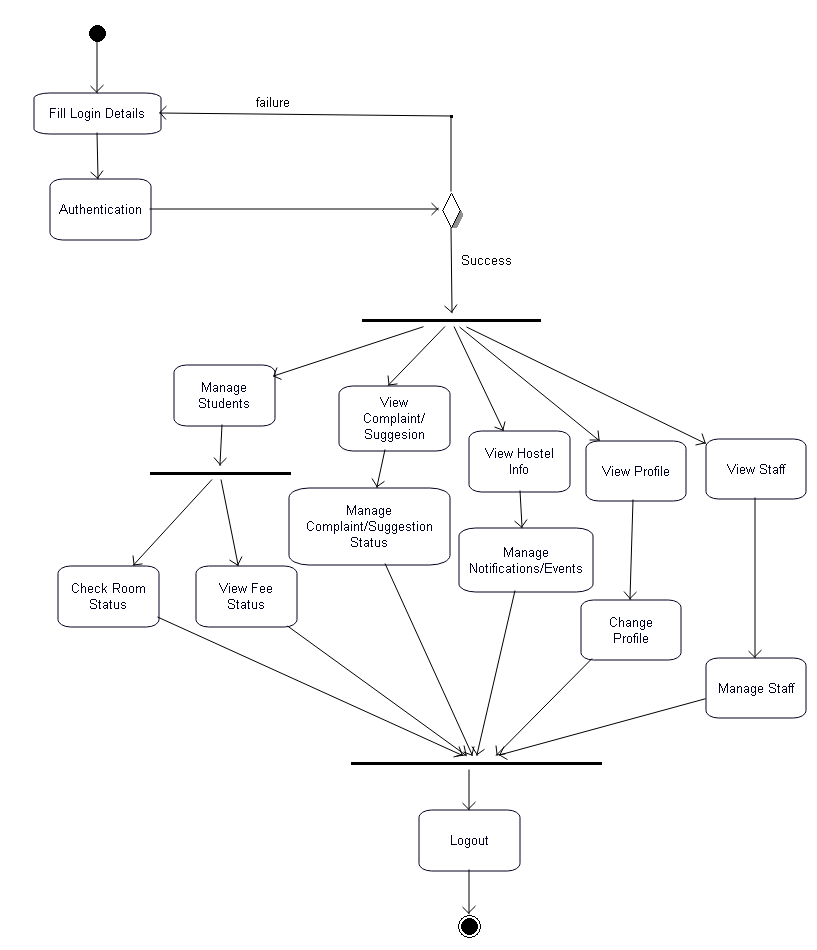 failure
Fill Login Details
Authentication
Success
Manage
Students
View
Complaint/
Suggesion
View Hostel
Info
View Profile
View Staff
Manage
Complaint/Suggestion
Status
Manage
Notifications/Events
Check Room
Status
View Fee
Status
Change
Profile
Manage Staff
Logout